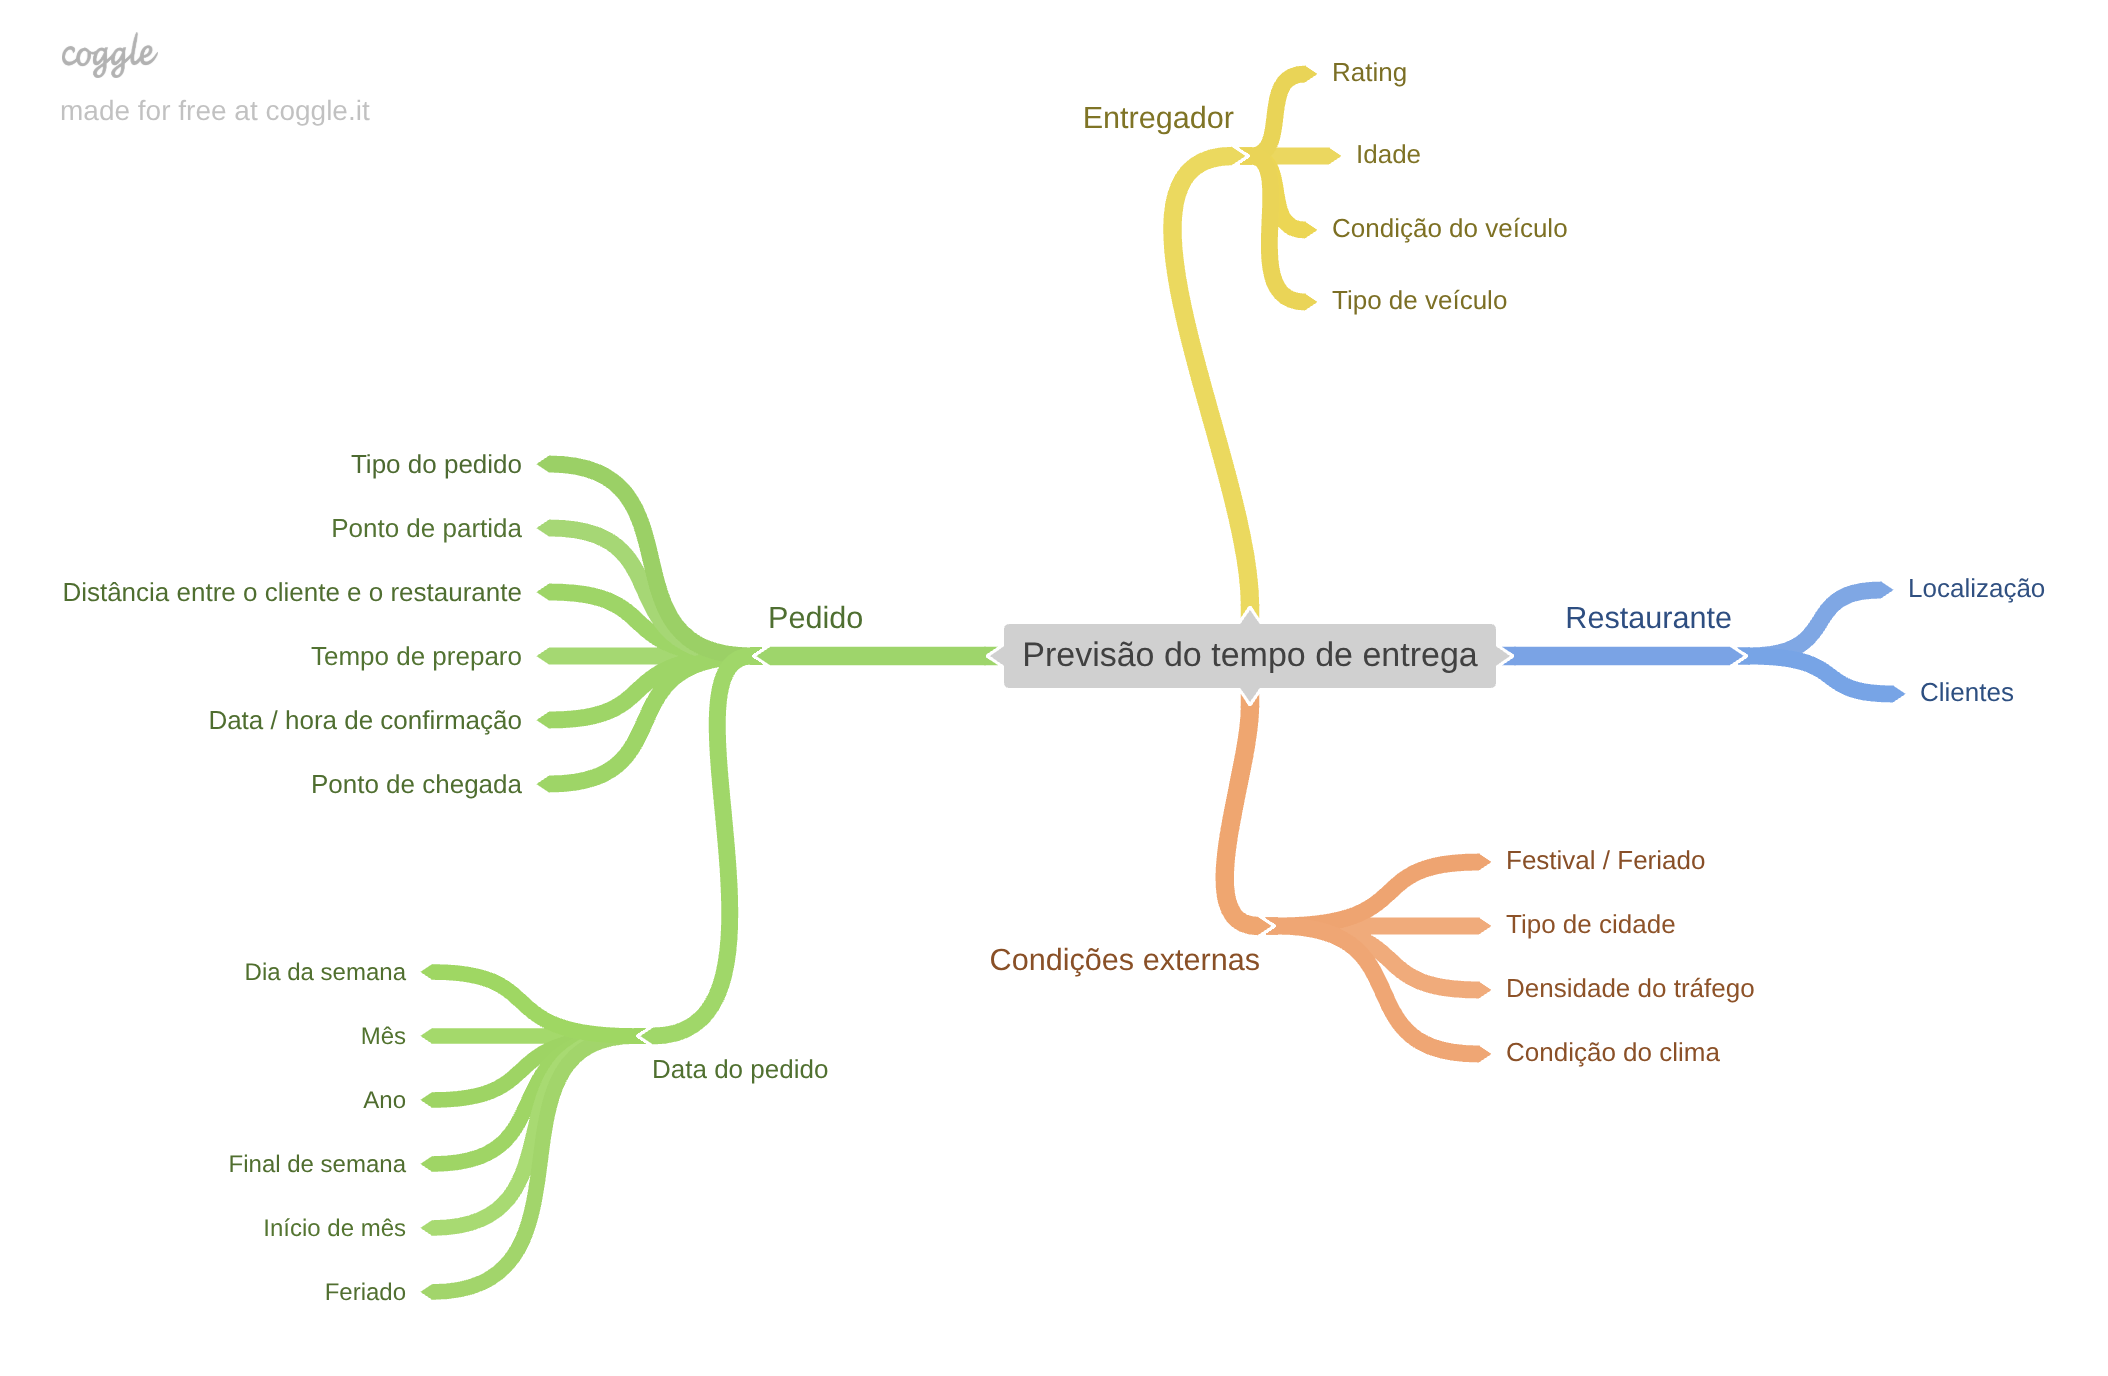 coggle
made for free at coggle.it
Entregador
Rating
Idade
Condição do veículo
Tipo de veículo
Tipo do pedido
Ponto de partida
Distância entre o cliente e o restaurante
Tempo de preparo
Data / hora de confirmação
Ponto de chegada
Pedido
Previsão do tempo de entrega
Restaurante
Localização
Clientes
Festival / Feriado
Tipo de cidade
Densidade do tráfego
Condição do clima
Condições externas
Dia da semana
Mês
Ano
Final de semana
Início de mês
Feriado
Data do pedido